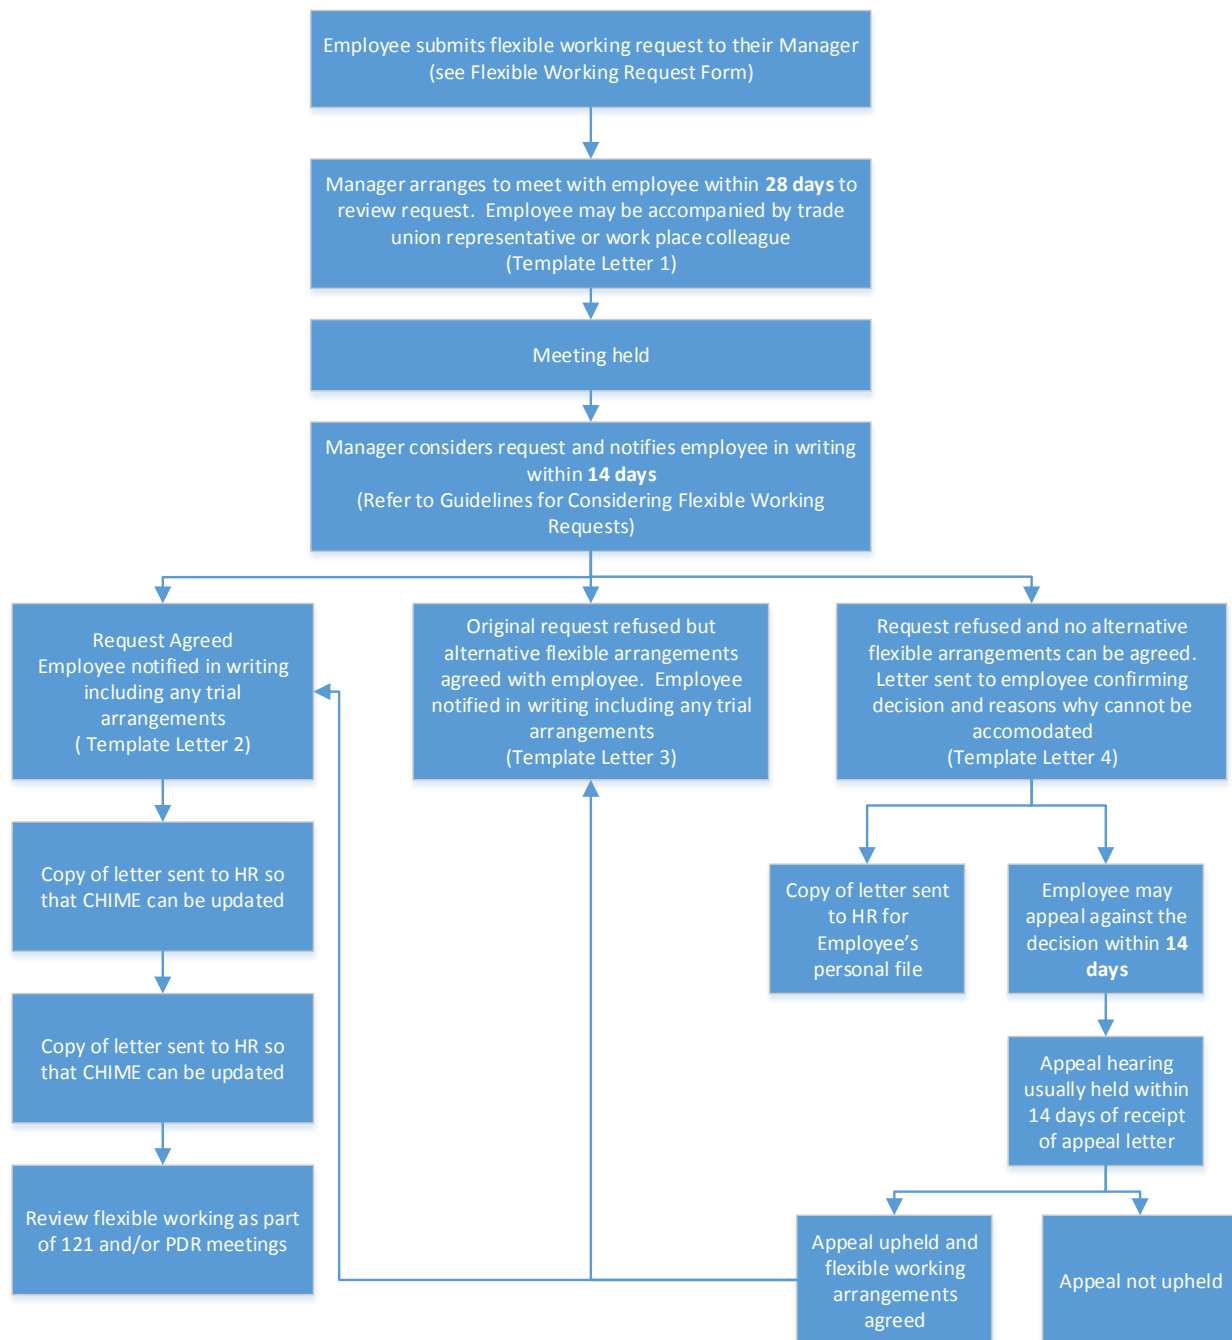 Employee submits flexible working request to their Manager
(see Flexible Working Request Form)
Manager arranges to meet with employee within 28 days to
review request.  Employee may be accompanied by trade
union representative or work place colleague
(Template Letter 1)
Meeting held
Manager considers request and notifies employee in writing
within 14 days
(Refer to Guidelines for Considering Flexible Working
Requests)
Request Agreed
Employee notified in writing
including any trial
arrangements
( Template Letter 2)
Original request refused but
alternative flexible arrangements
agreed with employee.  Employee
notified in writing including any trial
arrangements
(Template Letter 3)
Request refused and no alternative
flexible arrangements can be agreed.
Letter sent to employee confirming
decision and reasons why cannot be
accomodated
(Template Letter 4)
Copy of letter sent to HR so
that CHIME can be updated
Copy of letter sent
to HR for
Employee’s
personal file
Employee may
appeal against the
decision within 14
days
Copy of letter sent to HR so
that CHIME can be updated
Appeal hearing
usually held within
14 days of receipt
of appeal letter
Review flexible working as part
of 121 and/or PDR meetings
Appeal upheld and
flexible working
arrangements
agreed
Appeal not upheld